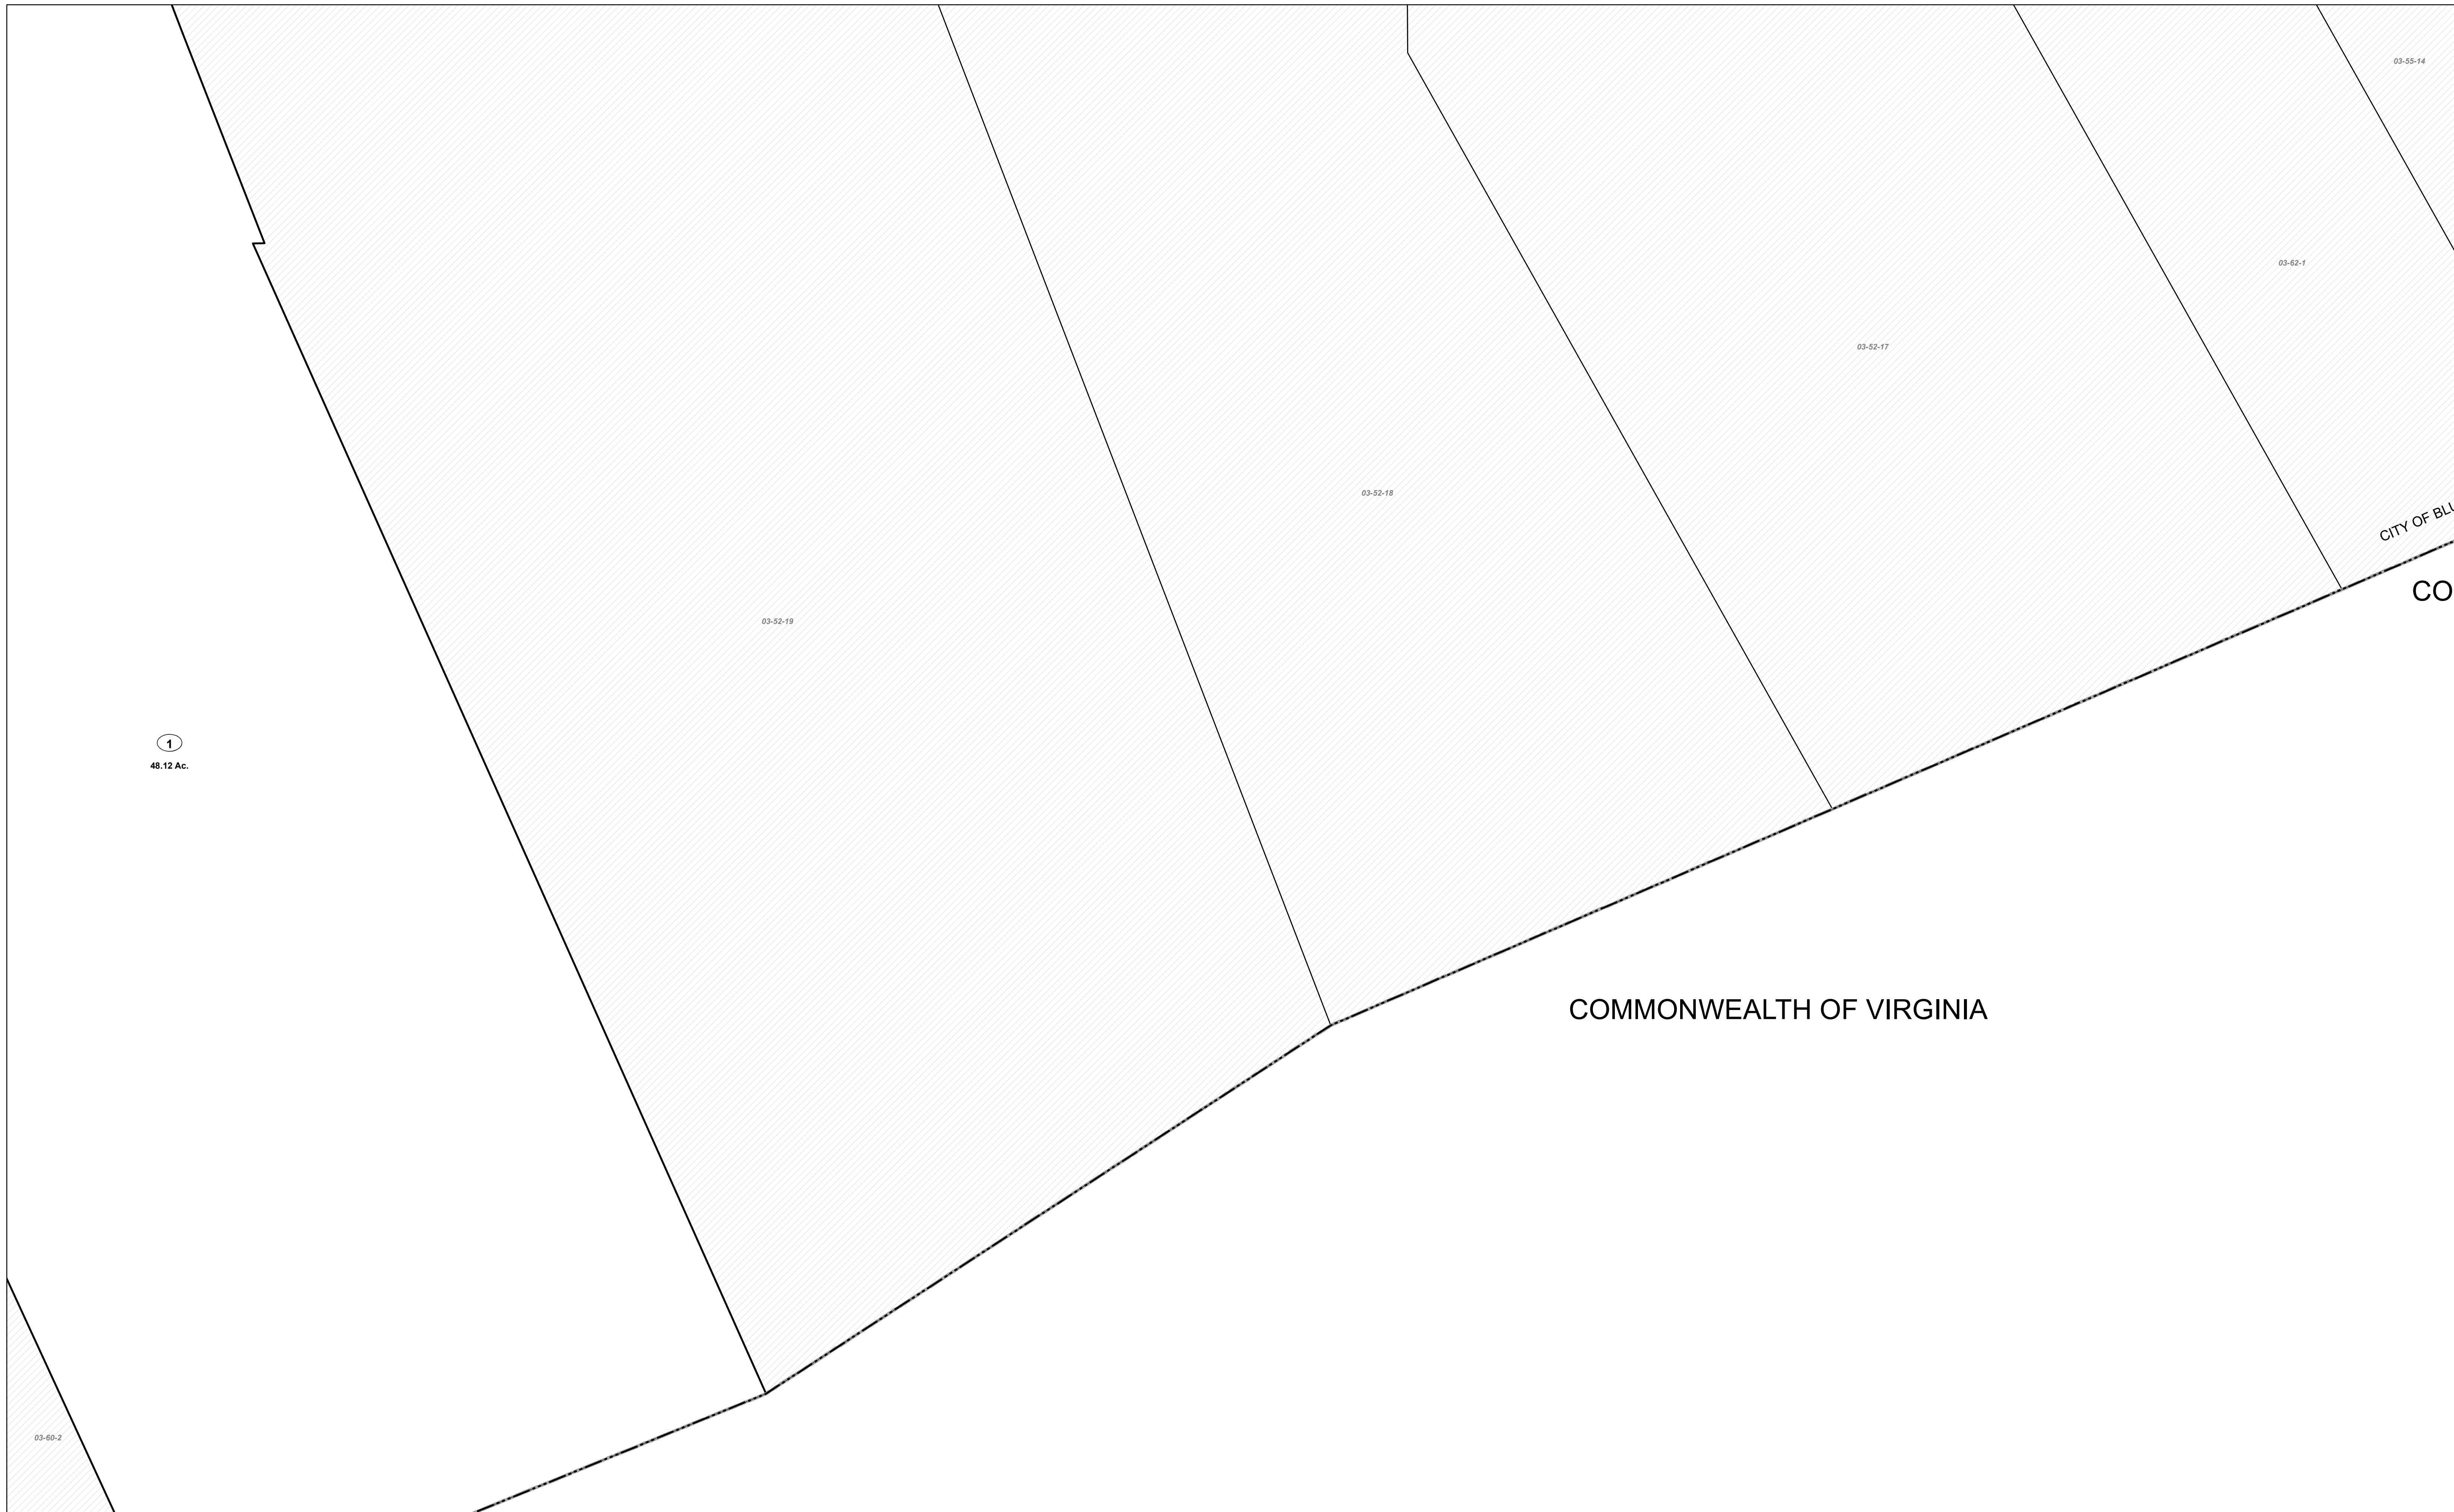 03-55-14
03-62-1
03-52-17
03-52-18
CITY OF BLU
CO
03-52-19
1
48.12 Ac.
COMMONWEALTH OF VIRGINIA
03-60-2